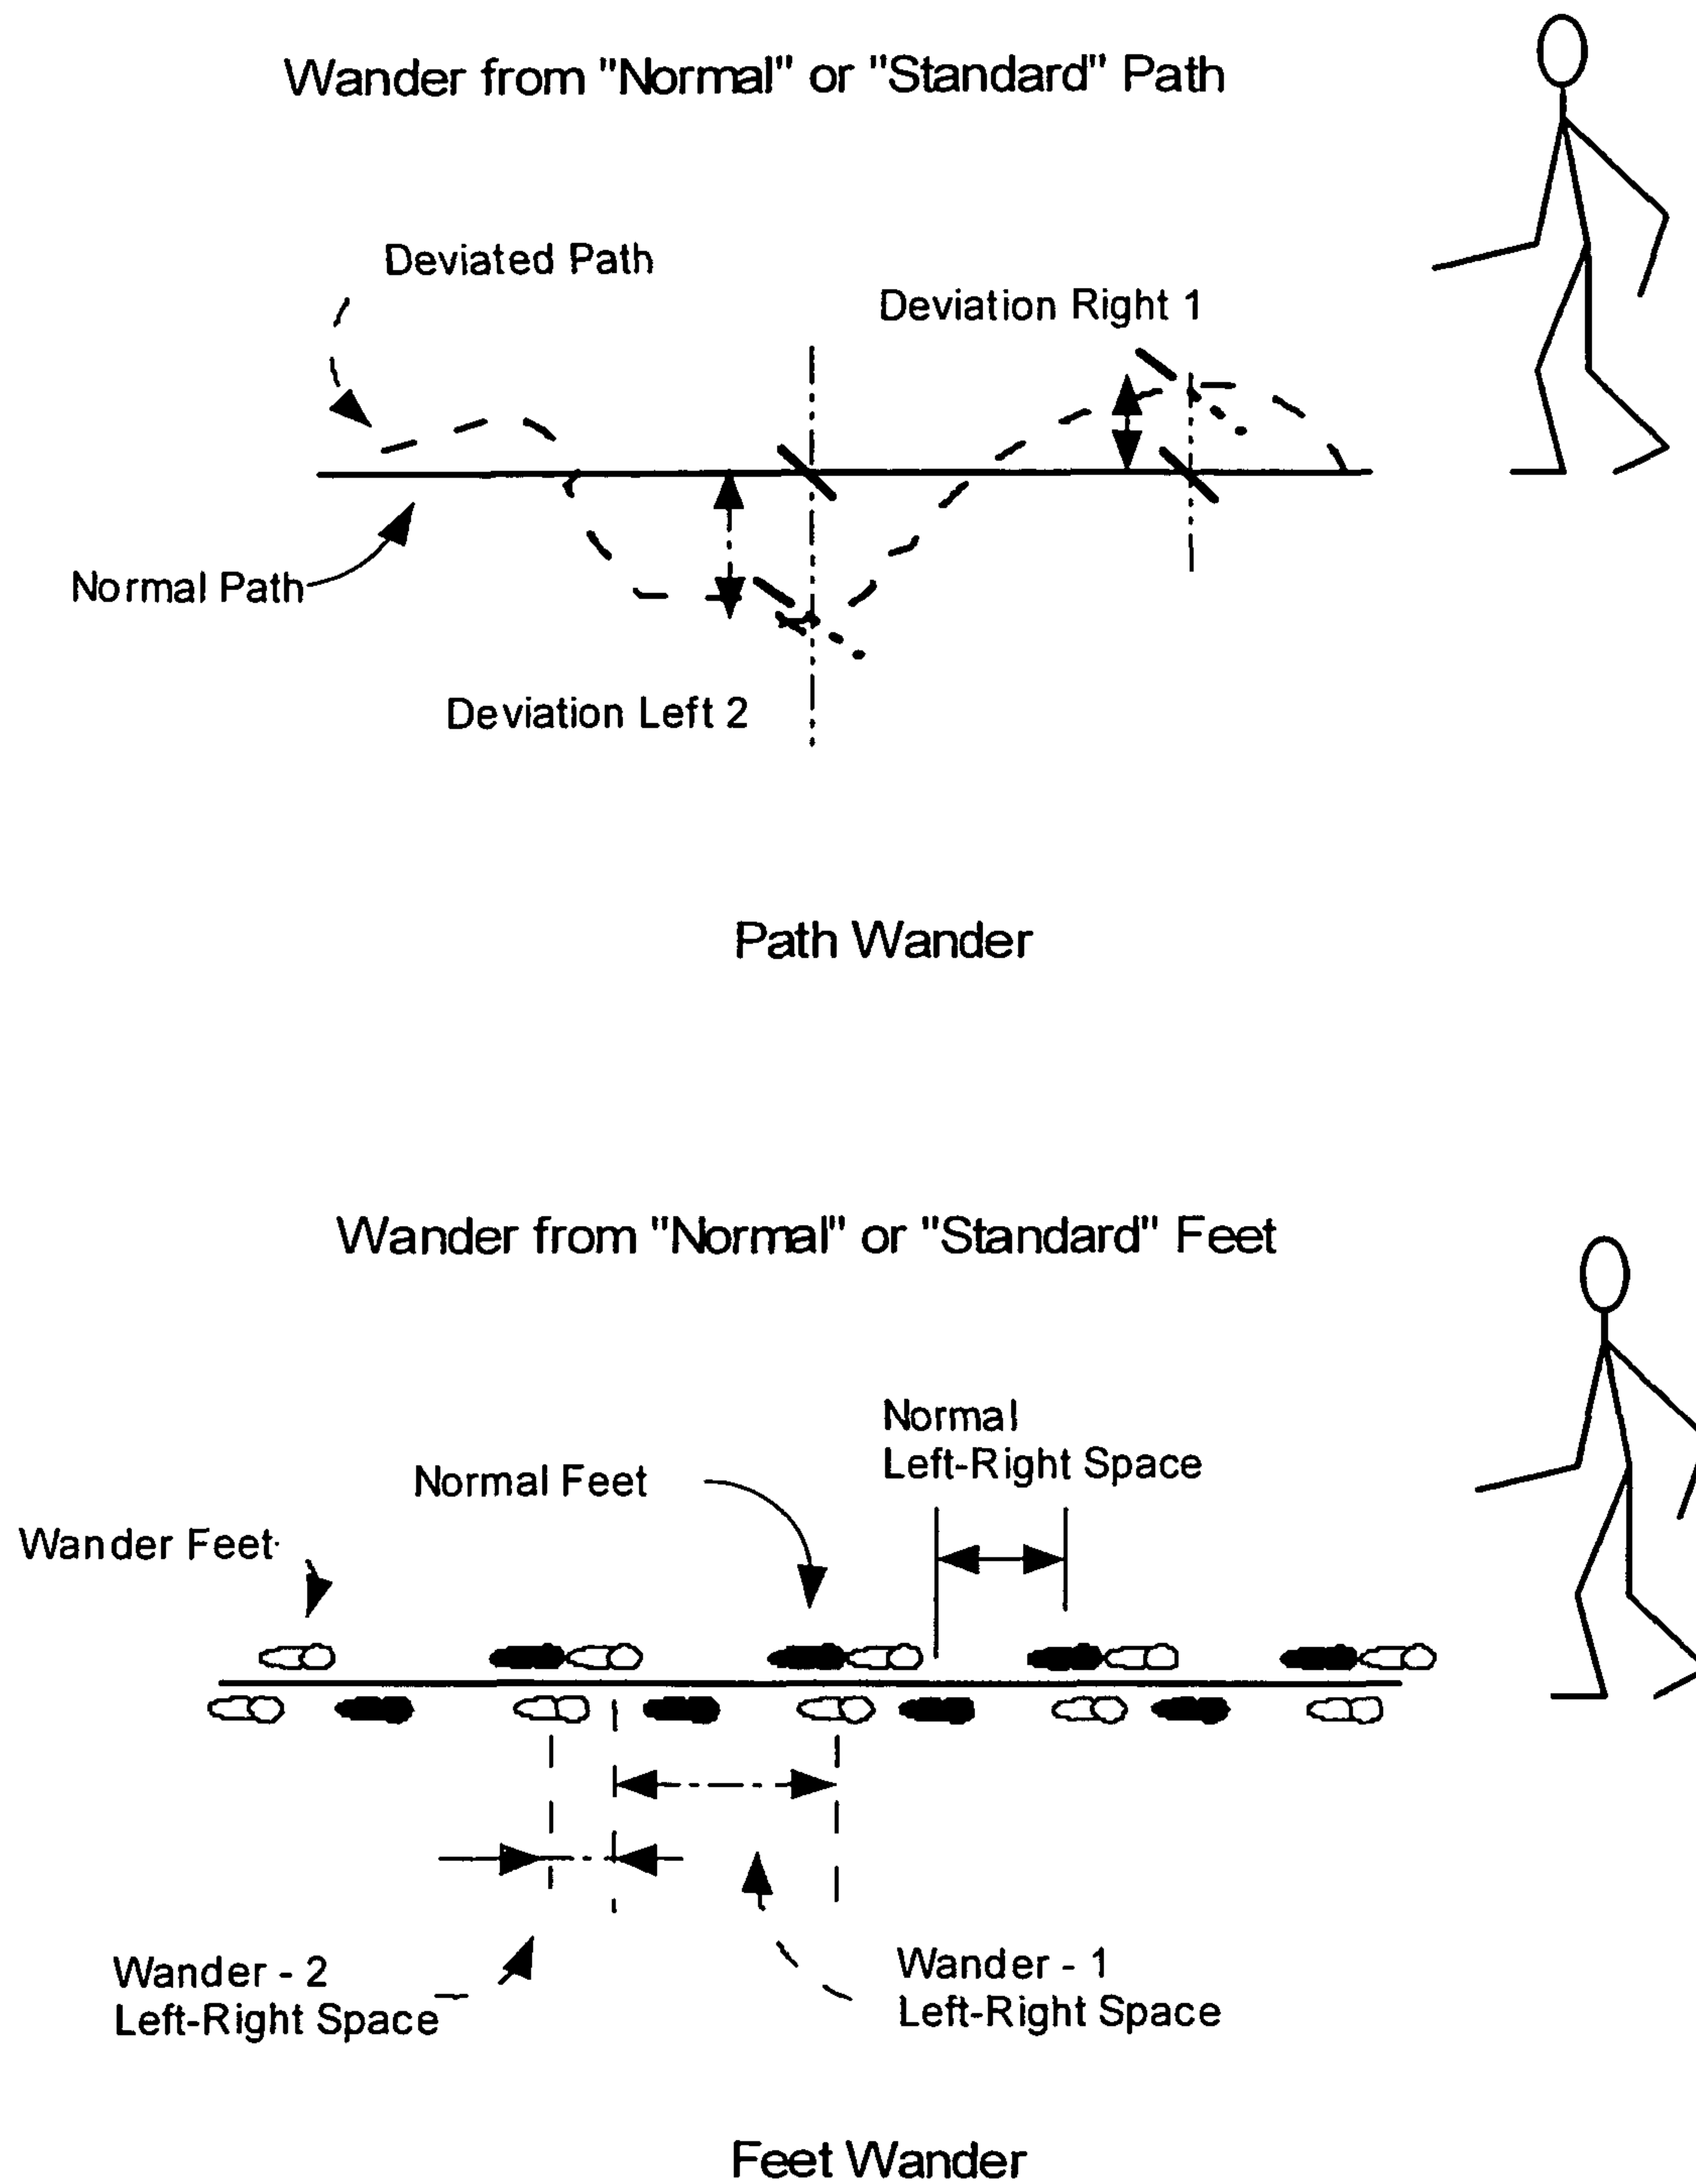 Wander from "Normal" or "Standard" Path
Deviated Path
Deviation Right 1
Normal Path
Deviation Left 2
Path Wander
Wander from "Normal" or "Standard" Feet
Normal
Left-Right Space
Normal Feet
Wander Feet
Wander - 2
Left-Right Space
Wander - 1
Left-Right Space
Feet Wander